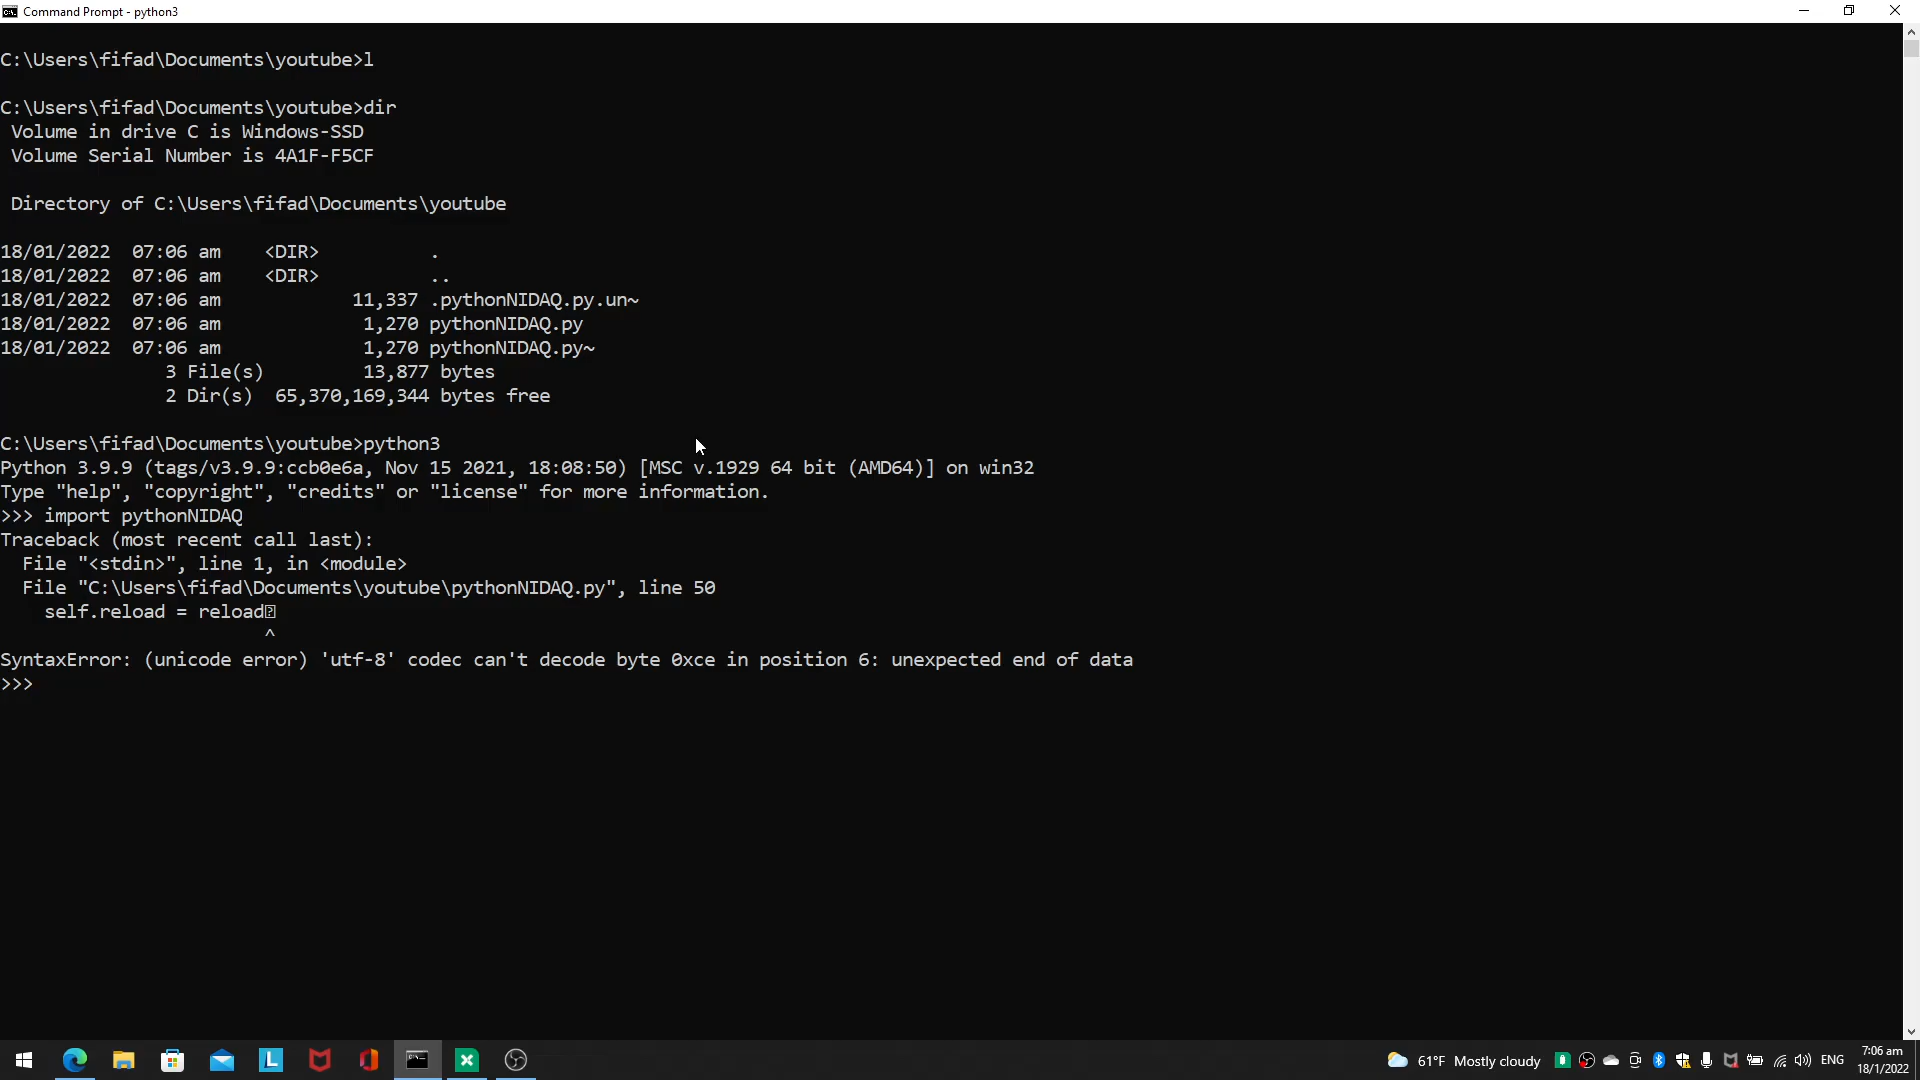 Command Prompt - python3
C:\Users\fifad\Documents\youtube>l
C:\Users\fifad\Documents\youtube>dir
Volume in drive C is Windows-SSD
Volume Serial Number is 4A1F-F5CF
Directory of C:\Users\fifad\Documents\youtube
18/01/2022  07:06 am    <DIR>          .
18/01/2022  07:06 am    <DIR>          ..
18/01/2022  07:06 am            11,337 .pythonNIDAQ.py.un~
18/01/2022  07:06 am             1,270 pythonNIDAQ.py
18/01/2022  07:06 am             1,270 pythonNIDAQ.py~
3 File(s)         13,877 bytes
2 Dir(s)  65,370,169,344 bytes free
C:\Users\fifad\Documents\youtube>python3
Python 3.9.9 (tags/v3.9.9:ccb0e6a, Nov 15 2021, 18:08:50) [MSC v.1929 64 bit (AMD64)] on win32
Type "help", "copyright", "credits" or "license" for more information.
>>> import pythonNIDAQ
Traceback (most recent call last):
File "<stdin>", line 1, in <module>
File "C:\Users\fifad\Documents\youtube\pythonNIDAQ.py", line 50
self.reload = reload�
^
SyntaxError: (unicode error) 'utf-8' codec can't decode byte 0xce in position 6: unexpected end of data
>>>
61°F Mostly cloudy ENG 7:06 am
18/1/2022